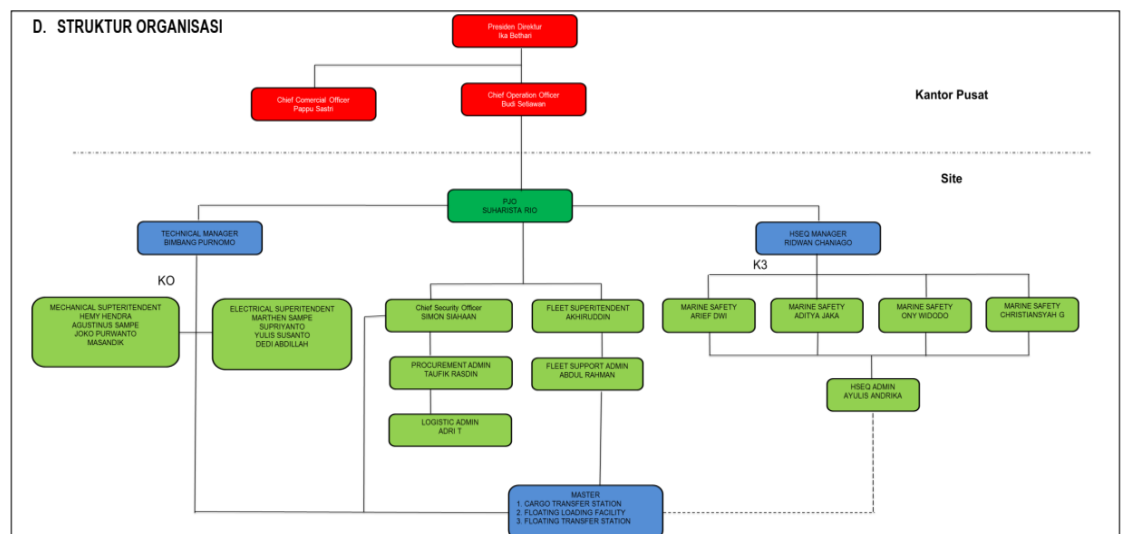 D. STRUKTUR ORGANISASI
Presiden Direktur
Ika Bethari
Chief Comercial Officer
Pappu Sastri
Chief Operation Officer
Budi Setiawan
Kantor Pusat
Site
PJO
SUHARISTA RIO
TECHNICAL MANAGER
BIMBANG PURNOMO
HSEQ MANAGER
RIDWAN CHANIAGO
KO
K3
MECHANICAL SUPTERITENDENT
HEMY HENDRA
AGUSTINUS SAMPE
JOKO PURWANTO
MASANDIK
ELECTRICAL SUPERITENDENT
MARTHEN SAMPE
SUPRIYANTO
YULIS SUSANTO
DEDI ABDILLAH
Chief Security Officer
SIMON SIAHAAN
FLEET SUPERITENDENT
AKHIRUDDIN
MARINE SAFETY
ARIEF DWI
MARINE SAFETY
ADITYA JAKA
MARINE SAFETY
ONY WIDODO
MARINE SAFETY
CHRISTIANSYAH G
PROCUREMENT ADMIN
TAUFIK RASDIN
FLEET SUPPORT ADMIN
ABDUL RAHMAN
HSEQ ADMIN
AYULIS ANDRIKA
LOGISTIC ADMIN
ADRI T
MASTER
1. CARGO TRANSFER STATION
2. FLOATING LOADING FACILITY
3. FLOATING TRANSFER STATION